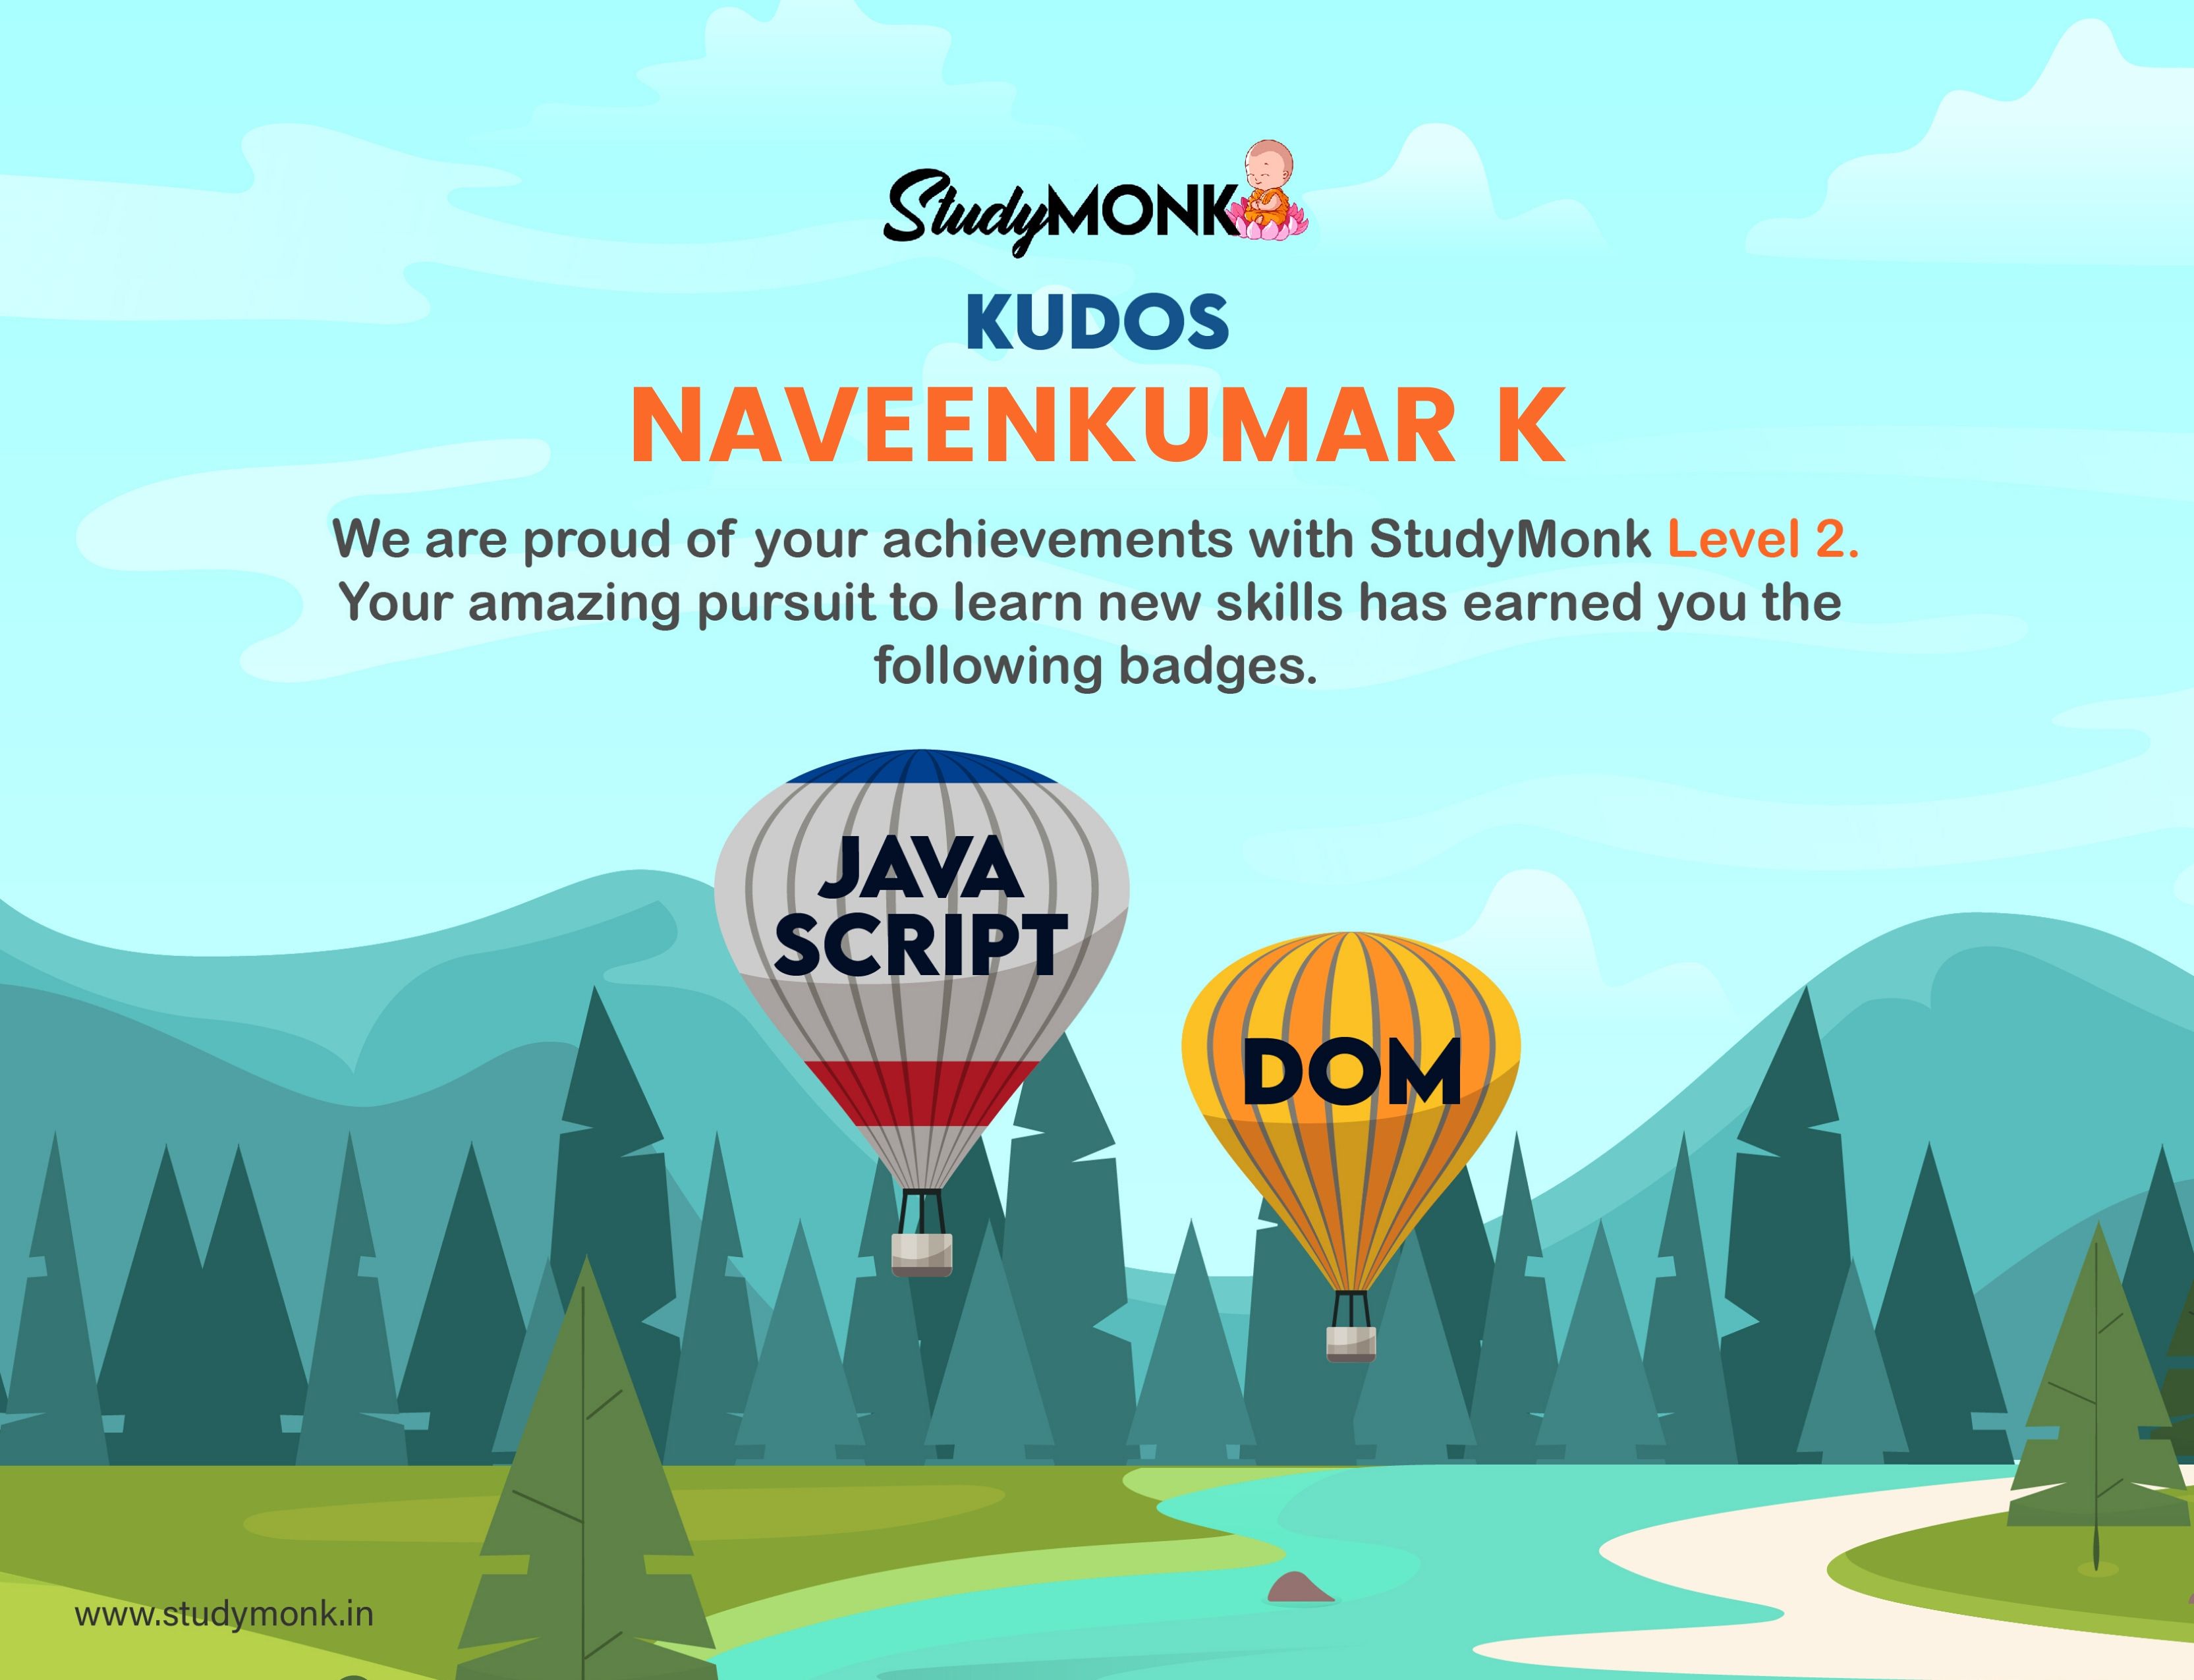 StudyMONK
KUDOS
NAVEENKUMAR K
We are proud of your achievements with StudyMonk Level 2.
Your amazing pursuit to learn new skills has earned you the
following badges.
JAVA
SCRIPT
DOM
www.studymonk.in